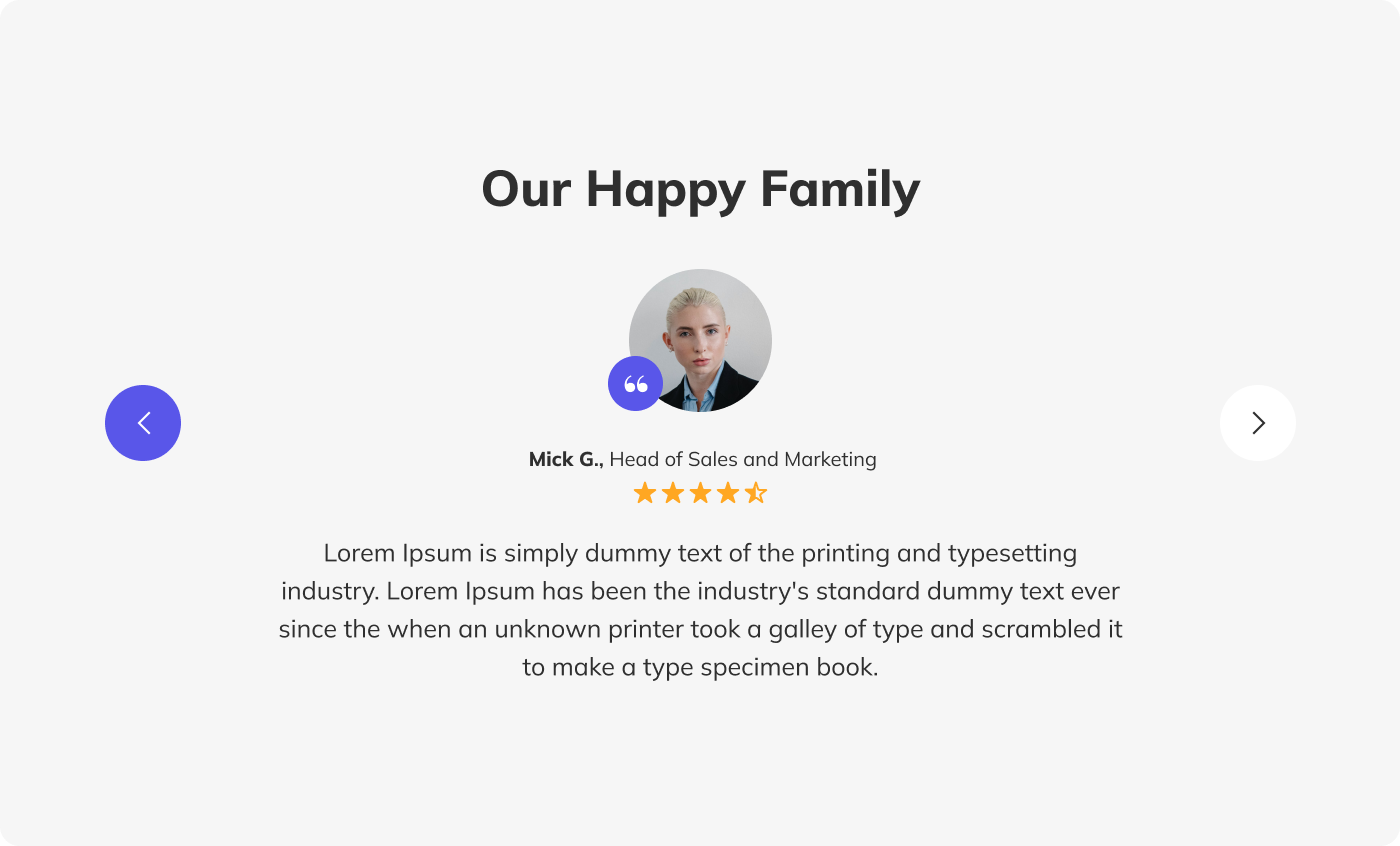 Our Happy Family
Mick G., Head of Sales and Marketing
Lorem Ipsum is simply dummy text of the printing and typesetting
industry. Lorem Ipsum has been the industry's standard dummy text ever
since the when an unknown printer took a galley of type and scrambled it
to make a type specimen book.